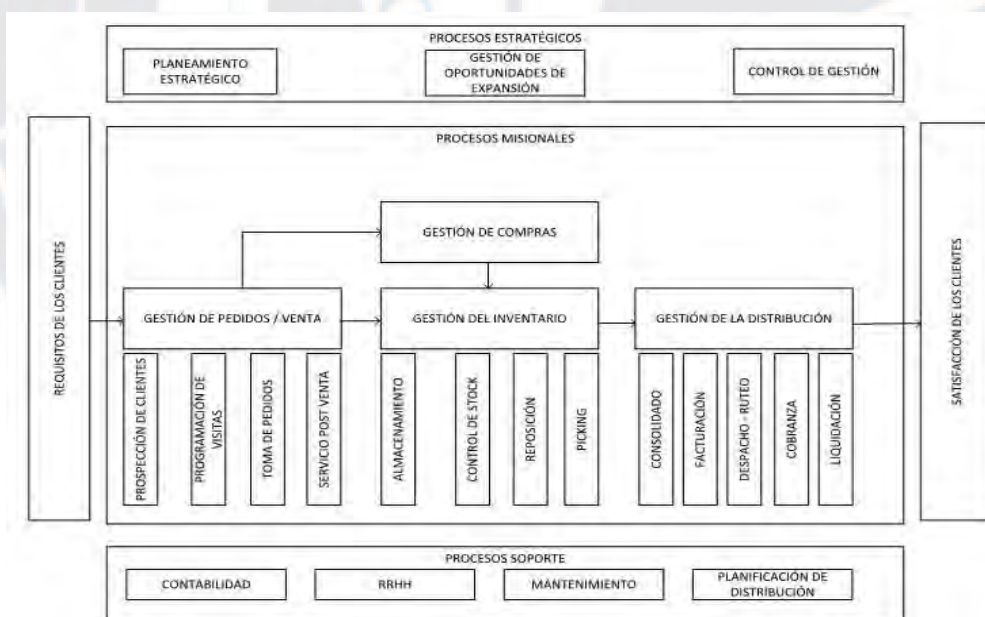 PROCESOS ESTRATÉGICOS
PLANEAMIENTO
ESTRATÉGICO
GESTIÓN DE
OPORTUNIDADES DE
EXPANSIÓN
CONTROL DE GESTIÓN
REQUISITOS DE LOS CLIENTES
PROCESOS MISIONALES
GESTIÓN DE COMPRAS
GESTIÓN DE PEDIDOS / VENTA
GESTIÓN DEL INVENTARIO
GESTIÓN DE LA DISTRIBUCIÓN
PROSPECCIÓN DE CLIENTES
PROGRAMACIÓN DE
VISITAS
TOMA DE PEDIDOS
SERVICIO POST VENTA
ALMACENAMIENTO
CONTROL DE STOCK
REPOSICIÓN
PICKING
CONSOLIDADO
FACTURACIÓN
DESPACHO - RUTEO
COBRANZA
LIQUIDACIÓN
SATISFACCIÓN DE LOS CLIENTES
PROCESOS SOPORTE
CONTABILIDAD
RRHH
MANTENIMIENTO
PLANIFICACIÓN DE
DISTRIBUCIÓN